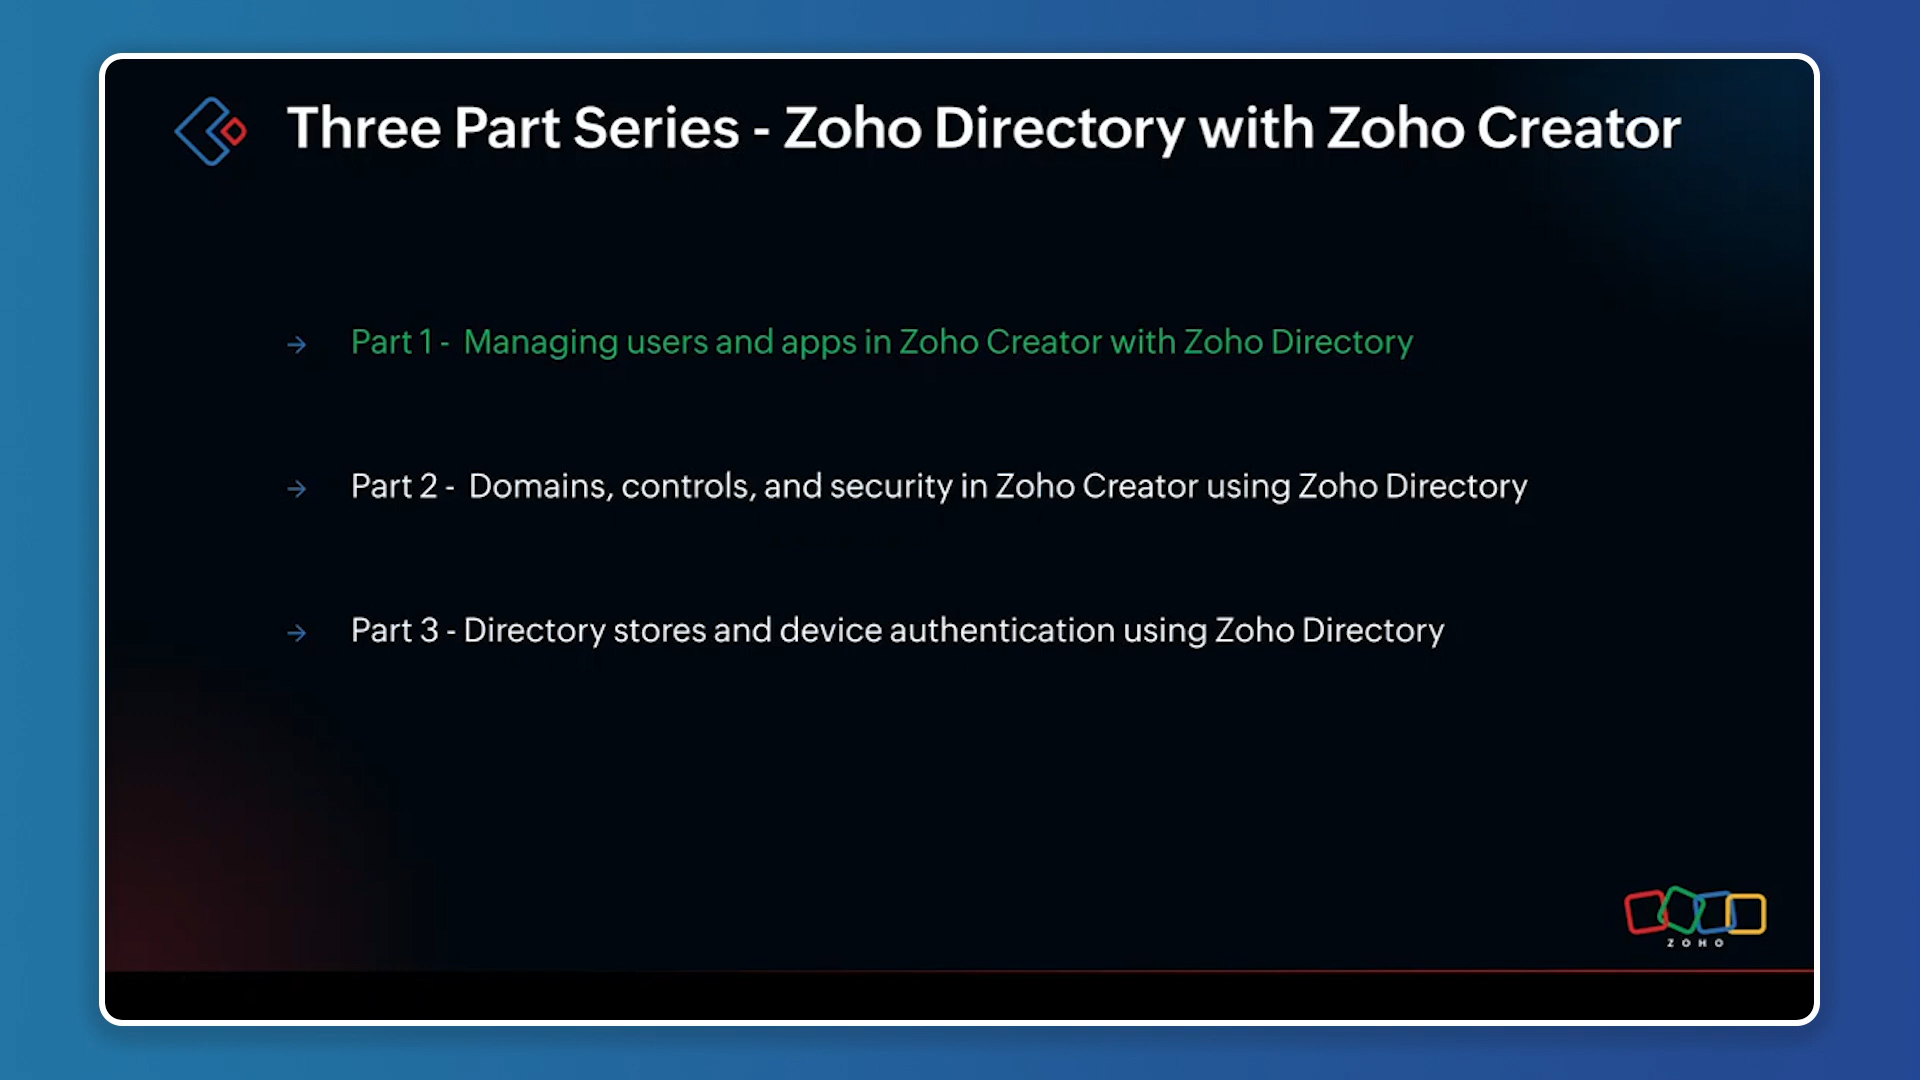 Three Part Series - Zoho Directory with Zoho Creator
→ Part 1 - Managing users and apps in Zoho Creator with Zoho Directory
→ Part 2 - Domains, controls, and security in Zoho Creator using Zoho Directory
→ Part 3 - Directory stores and device authentication using Zoho Directory
ZOHO